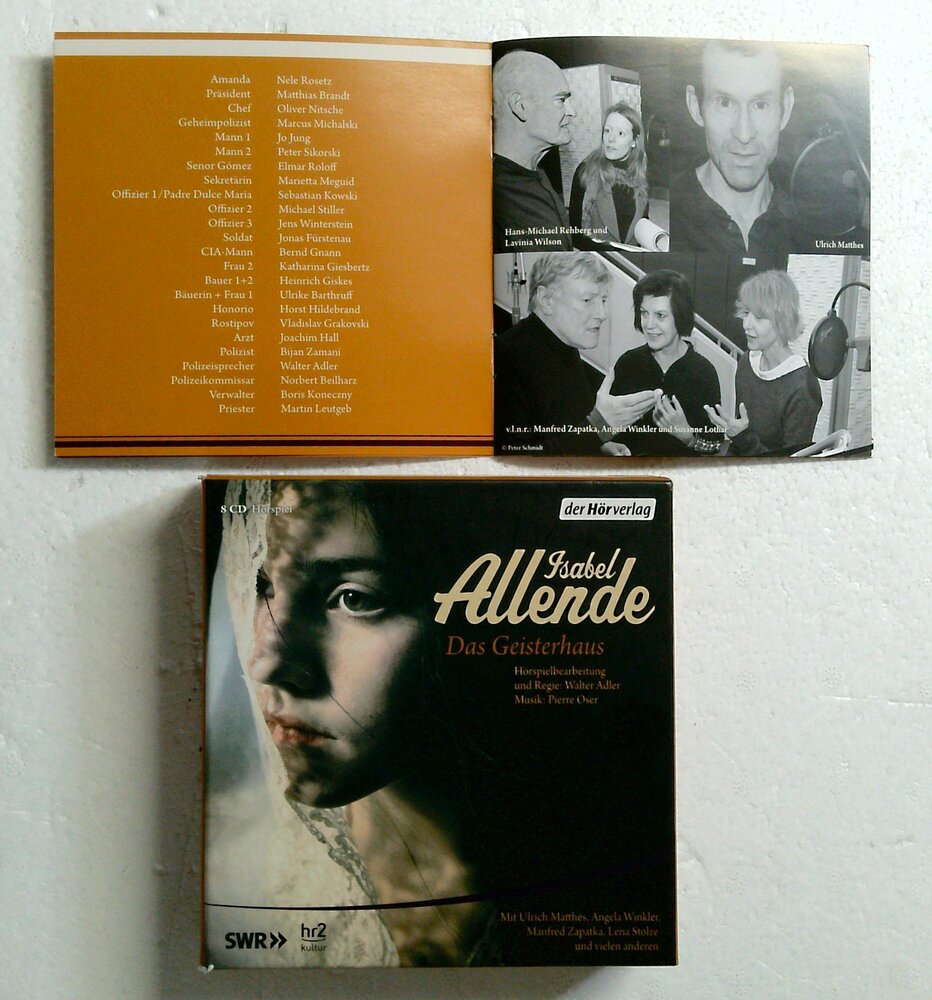 Amanda Nele Rosetz
Präsident Matthias Brandt
Chef Oliver Nitsche
Geheimpolizist Marcus Michalski
Mann 1 Jo Jung
Mann 2 Peter Sikorski
Senor Gómez Elmar Roloff
Sekretärin Marietta Meguid
Offizier 1/Padre Dulce María Sebastian Kowski
Offizier 2 Michael Stiller
Offizier 3 Jens Winterstein
Soldat Jonas Fürstenau
CIA-Mann Bernd Gnann
Frau 2 Katharina Giesbertz
Bauer 1+2 Heinrich Giskes
Bäuerin + Frau 1 Ulrike Barthruff
Honorio Horst Hildebrand
Rostipov Vladislav Grakovski
Arzt Joachim Hall
Polizist Bijan Zamani
Polizeisprecher Walter Adler
Polizeikommissar Norbert Beilharz
Verwalter Boris Koneczny
Priester Martin Leutgeb
Hans-Michael Rehberg und
Lavinia Wilson
Ulrich Matthes
v.l.n.r.: Manfred Zapatka, Angela Winkler und Susanne Lothar
© Peter Schmidt
8 CD Hörspiel
der Hörverlag
Isabel
Allende
Das Geisterhaus
Hörspielbearbeitung
und Regie: Walter Adler
Musik: Pierre Oser
Mit Ulrich Matthes, Angela Winkler,
Manfred Zapatka, Lena Stolze
und vielen anderen
SWR
hr2
kultur